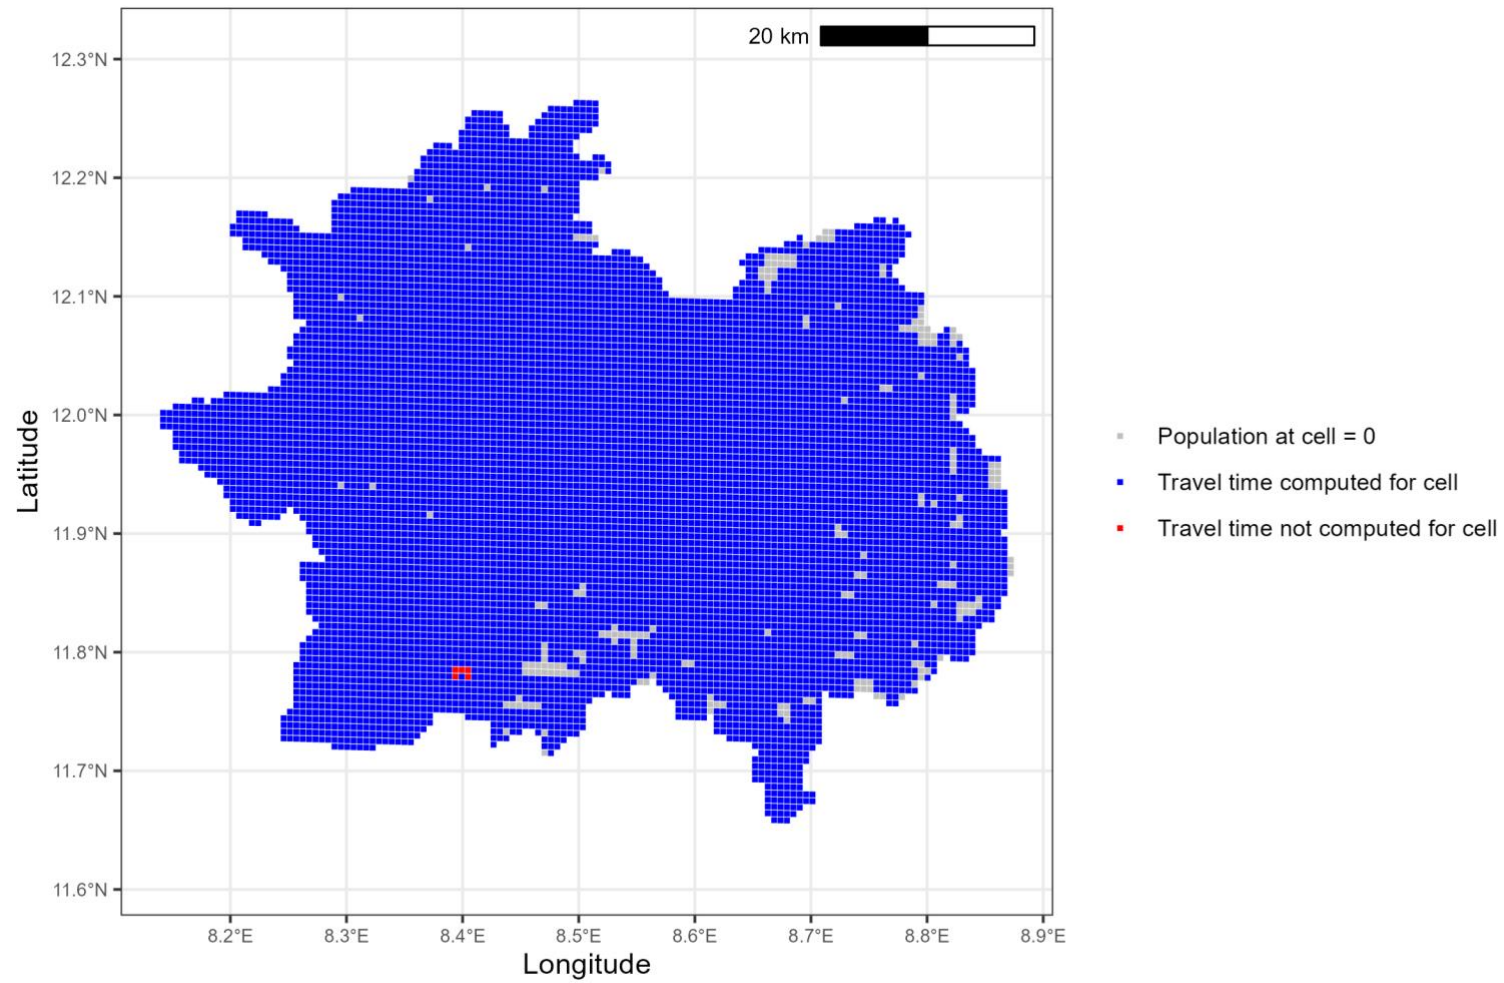 20 km
12.3°N
12.2°N
12.1°N
12.0°N
11.9°N
11.8°N
11.7°N
11.6°N
Latitude
8.2°E 8.3°E 8.4°E 8.5°E 8.6°E 8.7°E 8.8°E 8.9°E
Longitude
Population at cell = 0
Travel time computed for cell
Travel time not computed for cell